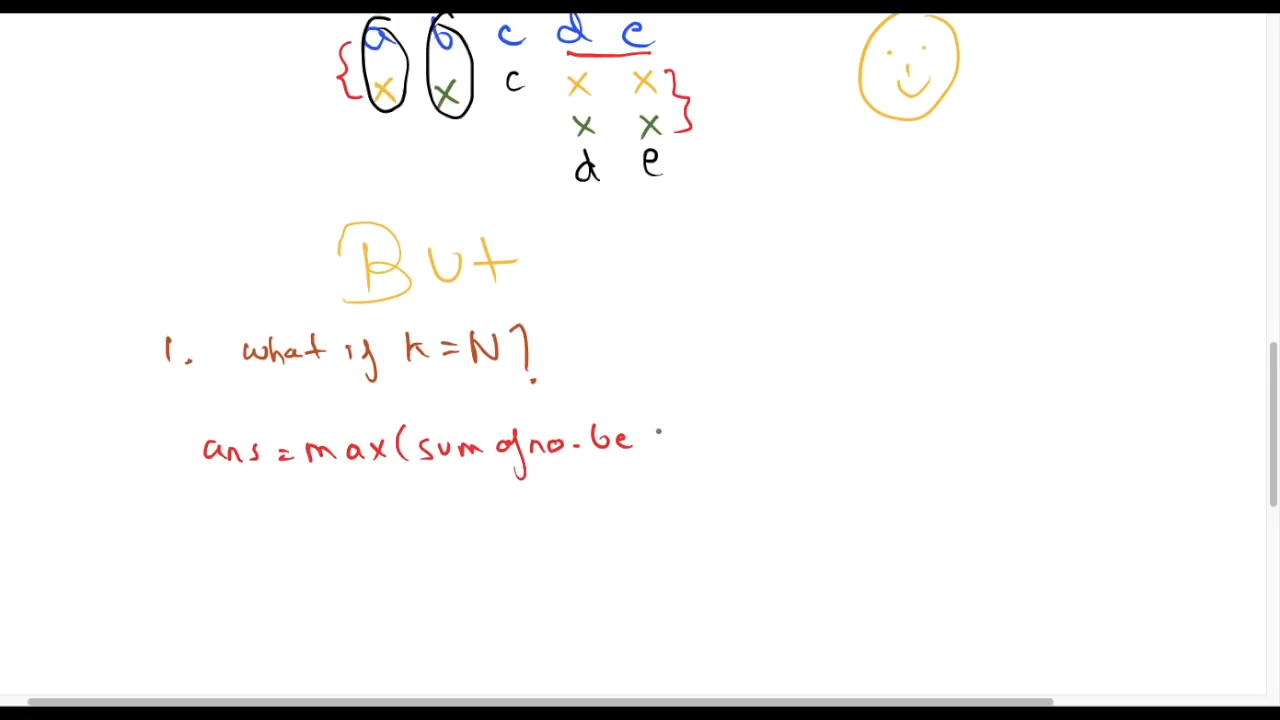 a b c d e
x x c x x
x x
d e
But
1. what if k=N?
ans = max(sum of no. be